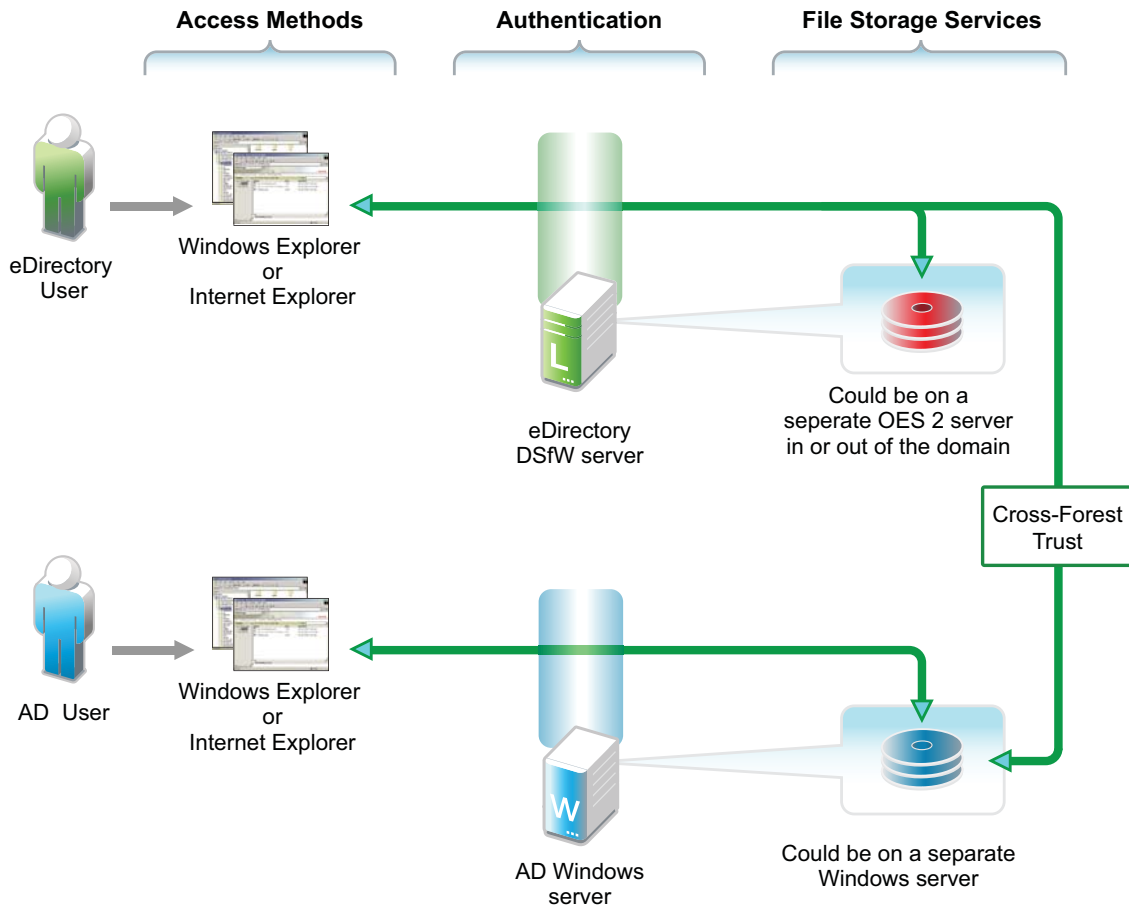 Access Methods
Authentication
File Storage Services
eDirectory
User
Windows Explorer
or
Internet Explorer
L
eDirectory
DSfW server
Could be on a
seperate OES 2 server
in or out of the domain
Cross-Forest
Trust
AD User
Windows Explorer
or
Internet Explorer
W
AD Windows
server
Could be on a separate
Windows server